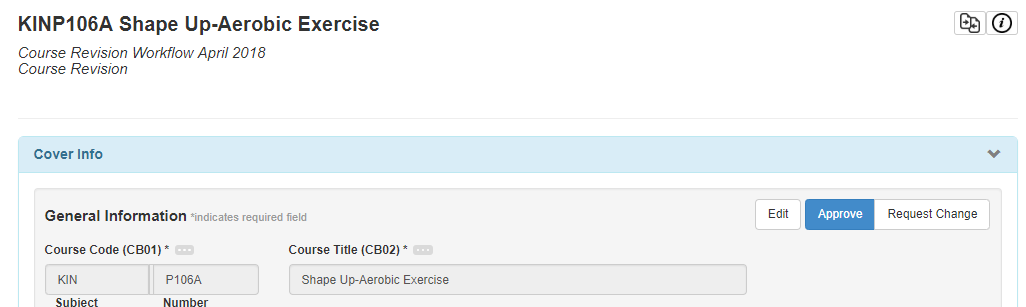 KINP106A Shape Up-Aerobic Exercise
Course Revision Workflow April 2018
Course Revision
Cover Info
General Information *indicates required field
Edit Approve Request Change
Course Code (CB01) * Course Title (CB02) *
KIN P106A Shape Up-Aerobic Exercise
Subject Number